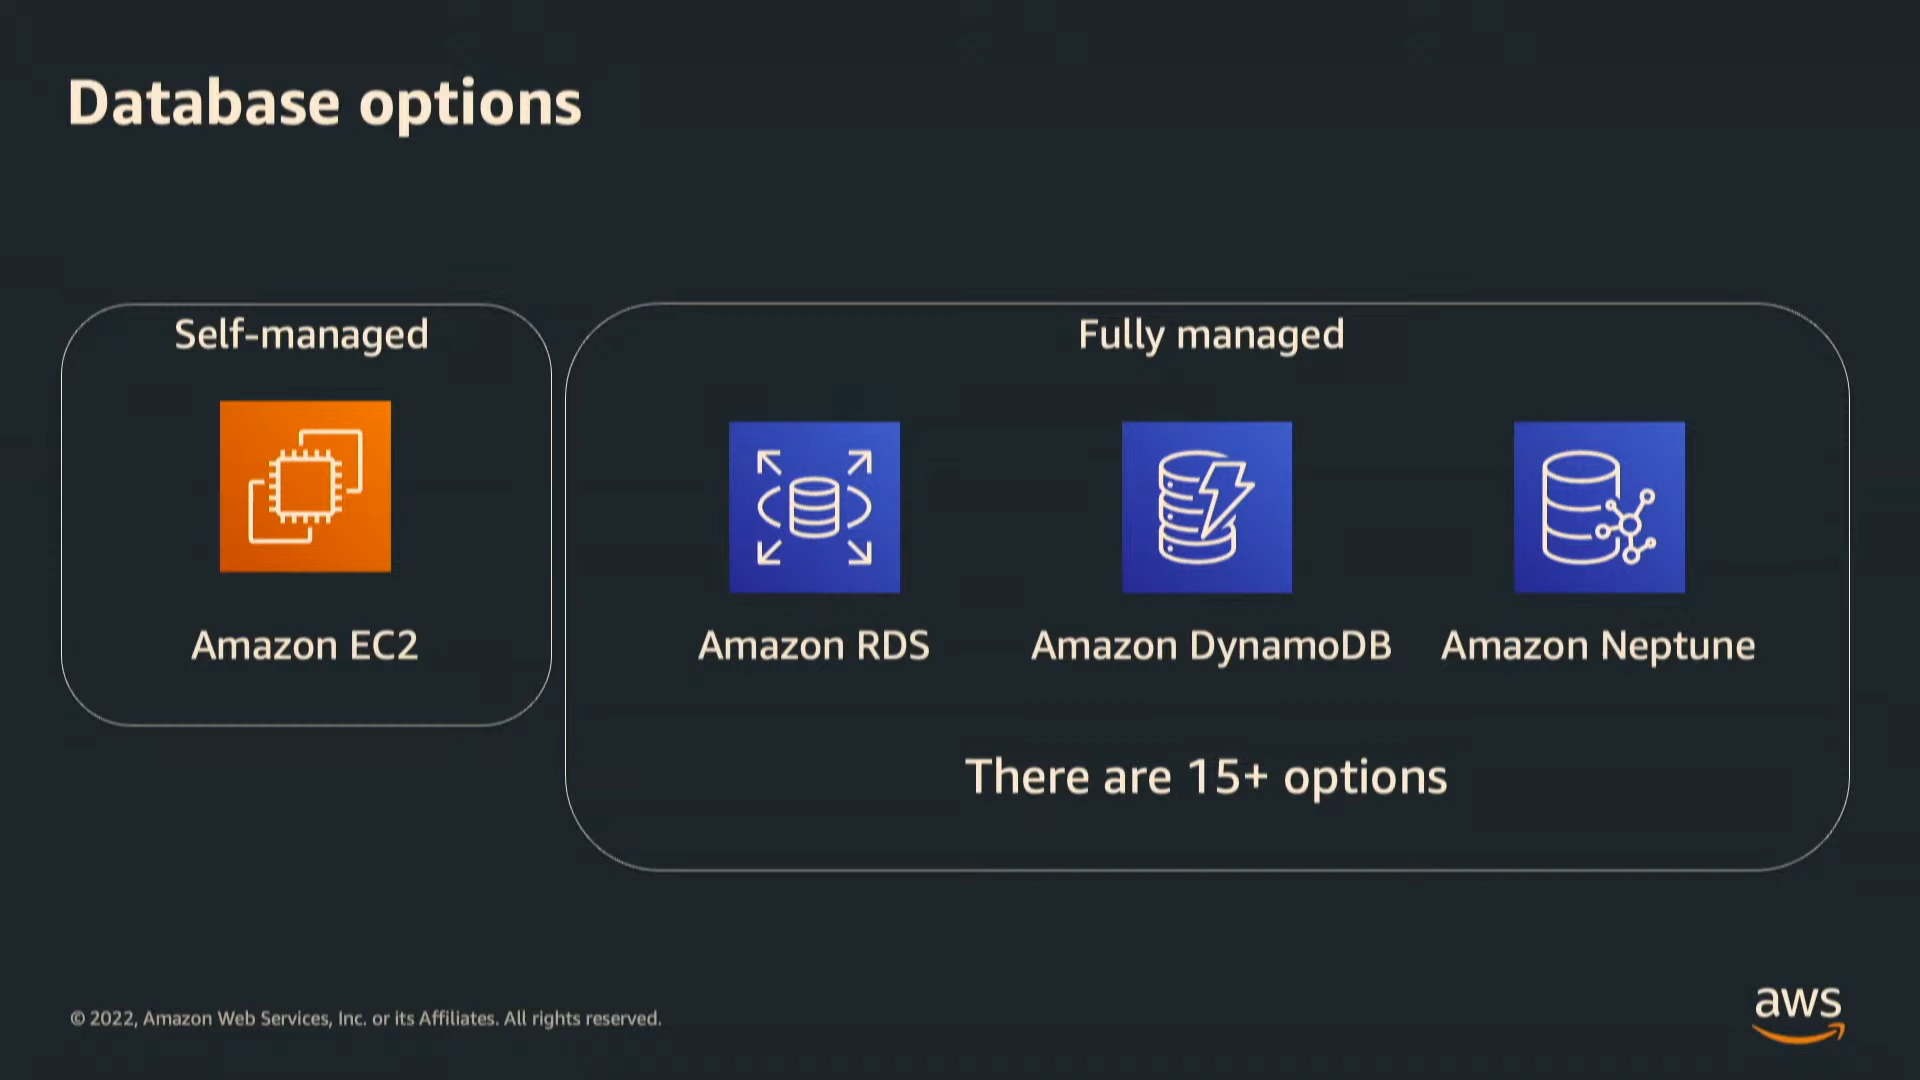 Database options
Self-managed
Amazon EC2
Fully managed
Amazon RDS
Amazon DynamoDB
Amazon Neptune
There are 15+ options
© 2022, Amazon Web Services, Inc. or its Affiliates. All rights reserved.
aws